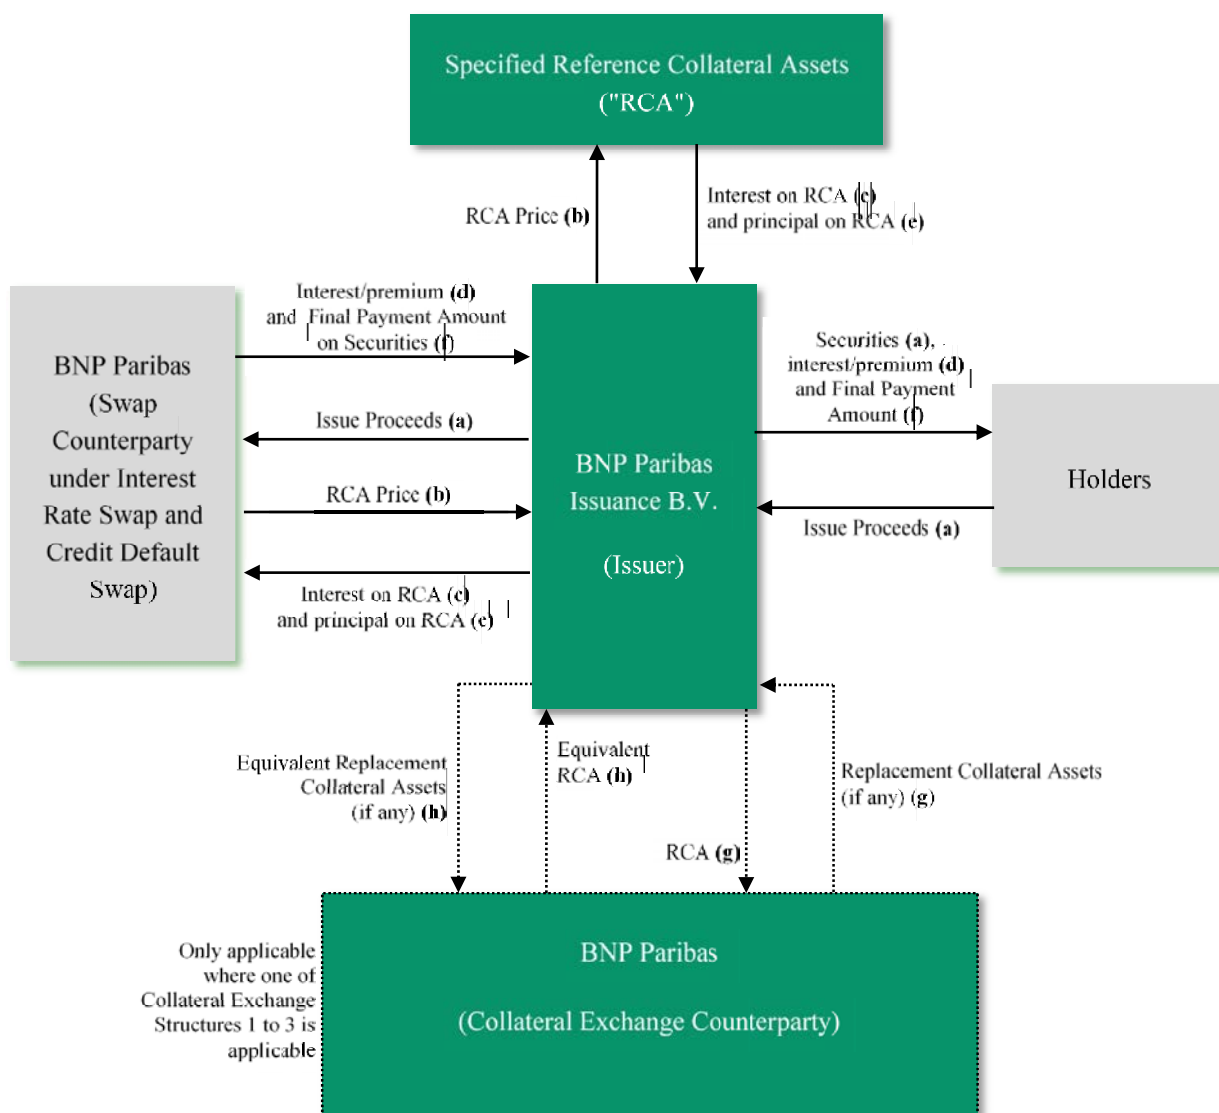 Specified Reference Collateral Assets
("RCA")
RCA Price (b)
Interest on RCA (c)
and principal on RCA (e)
Interest/premium (d)
and Final Payment Amount
on Securities (f)
Issue Proceeds (a)
RCA Price (b)
Interest on RCA (c)
and principal on RCA (e)
BNP Paribas
(Swap
Counterparty
under Interest
Rate Swap and
Credit Default
Swap)
BNP Paribas
Issuance B.V.
(Issuer)
Securities (a),
interest/premium (d)
and Final Payment
Amount (f)
Issue Proceeds (a)
Holders
Equivalent Replacement
Collateral Assets
(if any) (h)
Equivalent
RCA (h)
RCA (g)
Replacement Collateral Assets
(if any) (g)
Only applicable
where one of
Collateral Exchange
Structures 1 to 3 is
applicable
BNP Paribas
(Collateral Exchange Counterparty)